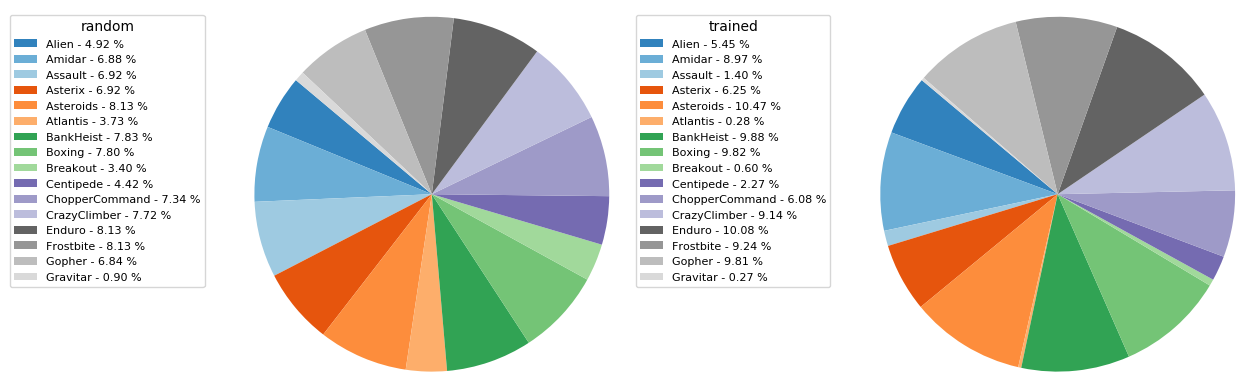 random
Alien - 4.92 %
Amidar - 6.88 %
Assault - 6.92 %
Asterix - 6.92 %
Asteroids - 8.13 %
Atlantis - 3.73 %
BankHeist - 7.83 %
Boxing - 7.80 %
Breakout - 3.40 %
Centipede - 4.42 %
ChopperCommand - 7.34 %
CrazyClimber - 7.72 %
Enduro - 8.13 %
Frostbite - 8.13 %
Gopher - 6.84 %
Gravitar - 0.90 %
trained
Alien - 5.45 %
Amidar - 8.97 %
Assault - 1.40 %
Asterix - 6.25 %
Asteroids - 10.47 %
Atlantis - 0.28 %
BankHeist - 9.88 %
Boxing - 9.82 %
Breakout - 0.60 %
Centipede - 2.27 %
ChopperCommand - 6.08 %
CrazyClimber - 9.14 %
Enduro - 10.08 %
Frostbite - 9.24 %
Gopher - 9.81 %
Gravitar - 0.27 %